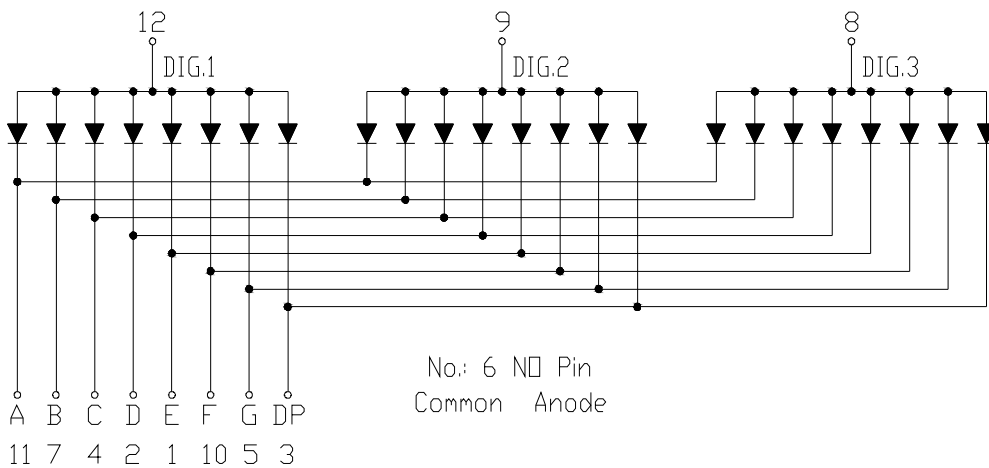 12 9 8
DIG.1 DIG.2 DIG.3
No.: 6 NO Pin
Common Anode
A B C D E F G DP
11 7 4 2 1 10 5 3